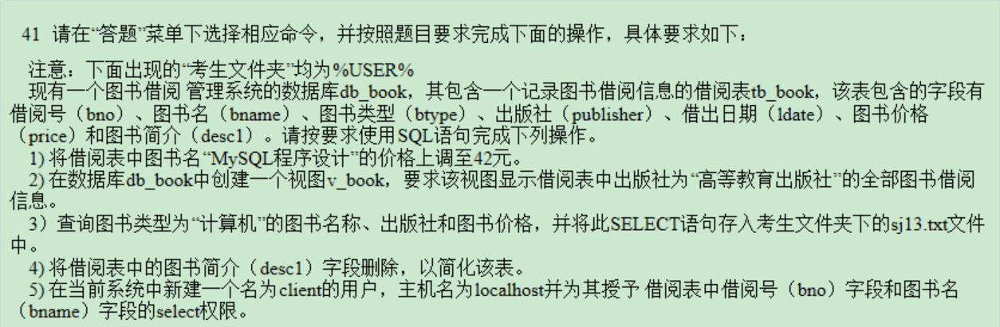 41 请在“答题”菜单下选择相应命令，并按照题目要求完成下面的操作，具体要求如下：
注意：下面出现的“考生文件夹”均为%USER%
现有一个图书借阅 管理系统的数据库db_book，其包含一个记录图书借阅信息的借阅表tb_book，该表包含的字段有
借阅号（bno）、图书名（bname）、图书类型（btype）、出版社（publisher）、借出日期（ldate）、图书价格
（price）和图书简介（desc1）。请按要求使用SQL语句完成下列操作。
1) 将借阅表中图书名“MySQL程序设计”的价格上调至42元。
2) 在数据库db_book中创建一个视图v_book，要求该视图显示借阅表中出版社为“高等教育出版社”的全部图书借阅
信息。
3）查询图书类型为“计算机”的图书名称、出版社和图书价格，并将此SELECT语句存入考生文件夹下的sj13.txt文件
中。
4) 将借阅表中的图书简介（desc1）字段删除，以简化该表。
5) 在当前系统中新建一个名为client的用户，主机名为localhost并为其授予 借阅表中借阅号（bno）字段和图书名
（bname）字段的select权限。